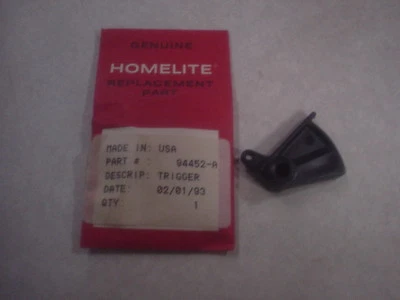 GENUINE
HOMELITE®
REPLACEMENT
PART
MADE IN: USA
PART # : 94452-A
DESCRIP: TRIGGER
DATE: 02/01/93
QTY: 1